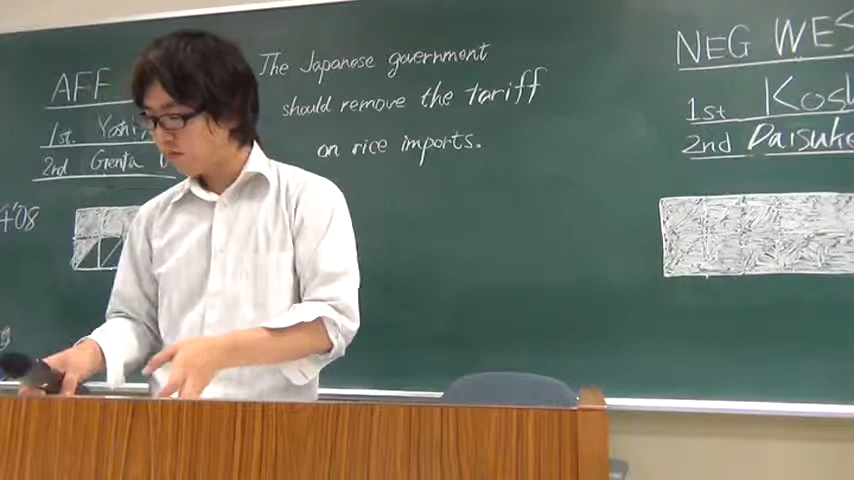 AFF
1st.
2nd Genta
4'08
The Japanese government
should remove the tariff
on rice imports.
NEG WES
1st Kosh
2nd Daisuke